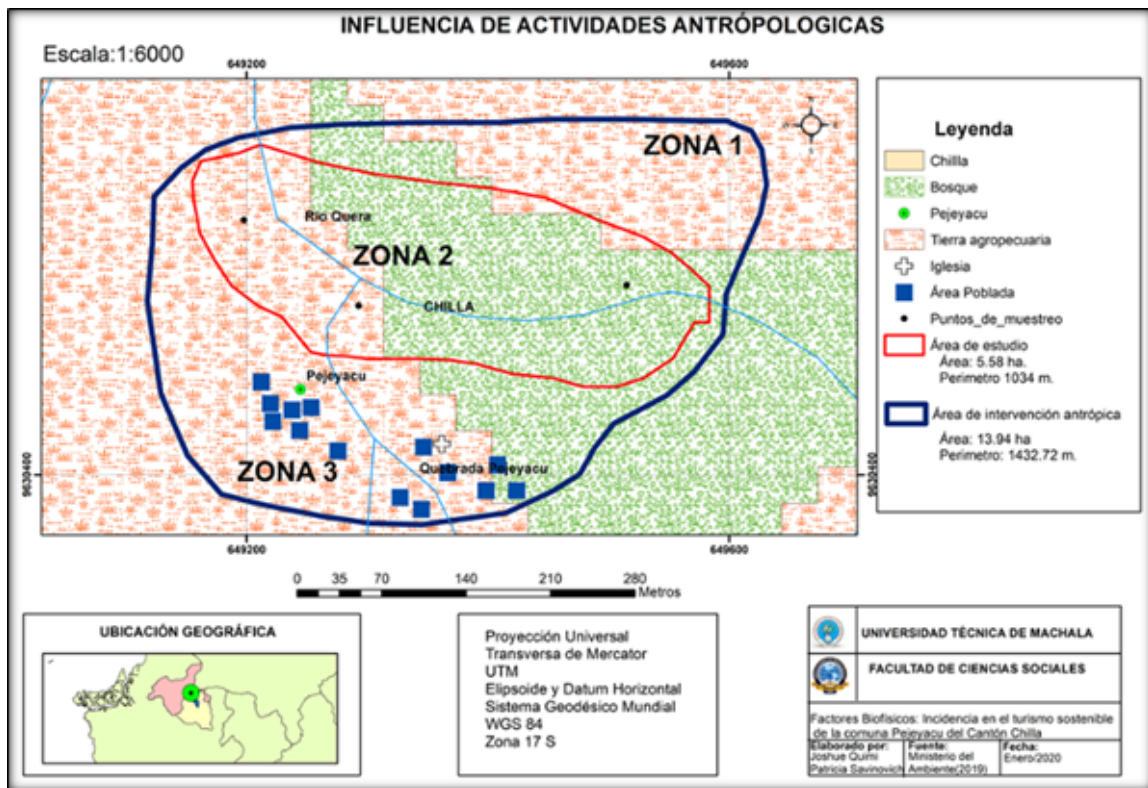 INFLUENCIA DE ACTIVIDADES ANTRÓPOLOGICAS
Escala:1:6000
649200
649600
ZONA 1
Río Quera
ZONA 2
CHILLA
Pejeyacu
ZONA 3
Quebrada Pejeyacu
9630400
9630400
649200
649600
Leyenda
Chillla
Bosque
Pejeyacu
Tierra agropecuaria
Iglesia
Área Poblada
Puntos_de_muestreo
Área de estudio
Área: 5.58 ha.
Perimetro 1034 m.
Área de intervención antrópica
Área: 13.94 ha
Perimetro: 1432.72 m.
0 35 70 140 210 280
Metros
UBICACIÓN GEOGRÁFICA
Proyección Universal
Transversa de Mercator
UTM
Elipsoide y Datum Horizontal
Sistema Geodésico Mundial
WGS 84
Zona 17 S
UNIVERSIDAD TÉCNICA DE MACHALA
FACULTAD DE CIENCIAS SOCIALES
Factores Biofísicos: Incidencia en el turismo sostenible
de la comuna Pejeyacu del Cantón Chilla
Elaborado por:
Joshue Quimi
Patricia Savinovich
Fuente:
Ministerio del
Ambiente(2019)
Fecha:
Enero/2020